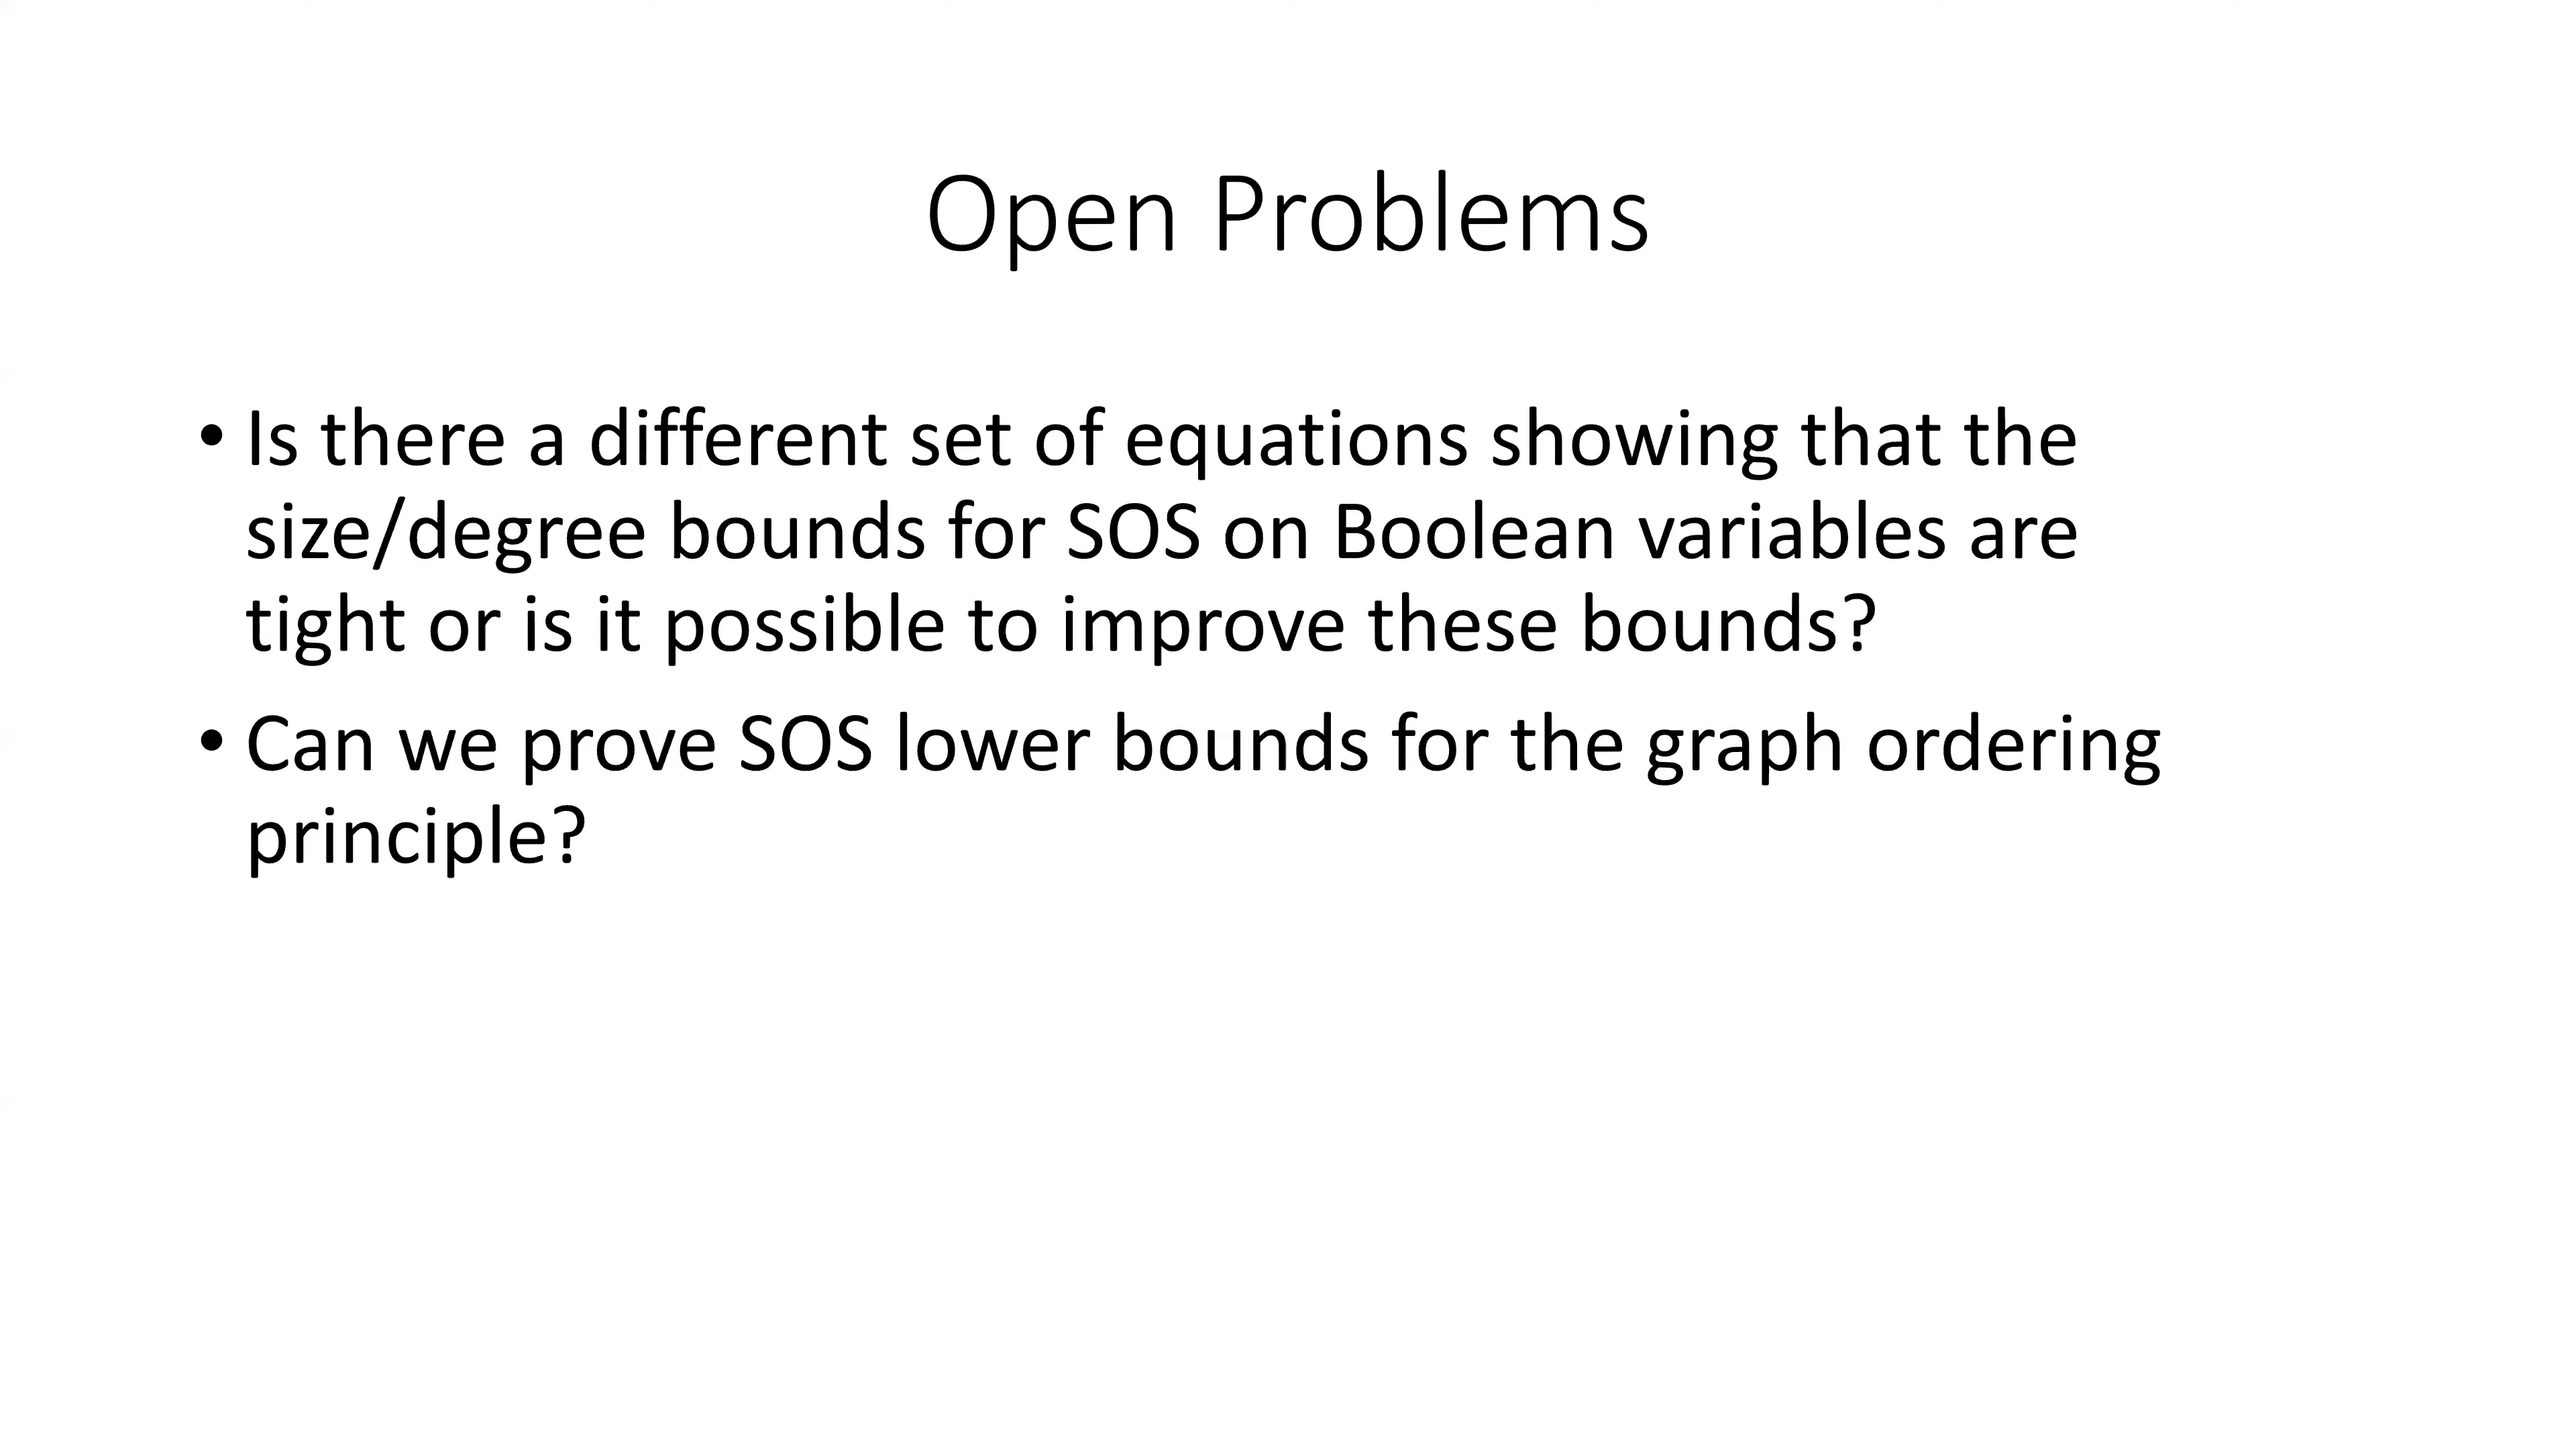 Open Problems
• Is there a different set of equations showing that the
size/degree bounds for SOS on Boolean variables are
tight or is it possible to improve these bounds?
• Can we prove SOS lower bounds for the graph ordering
principle?